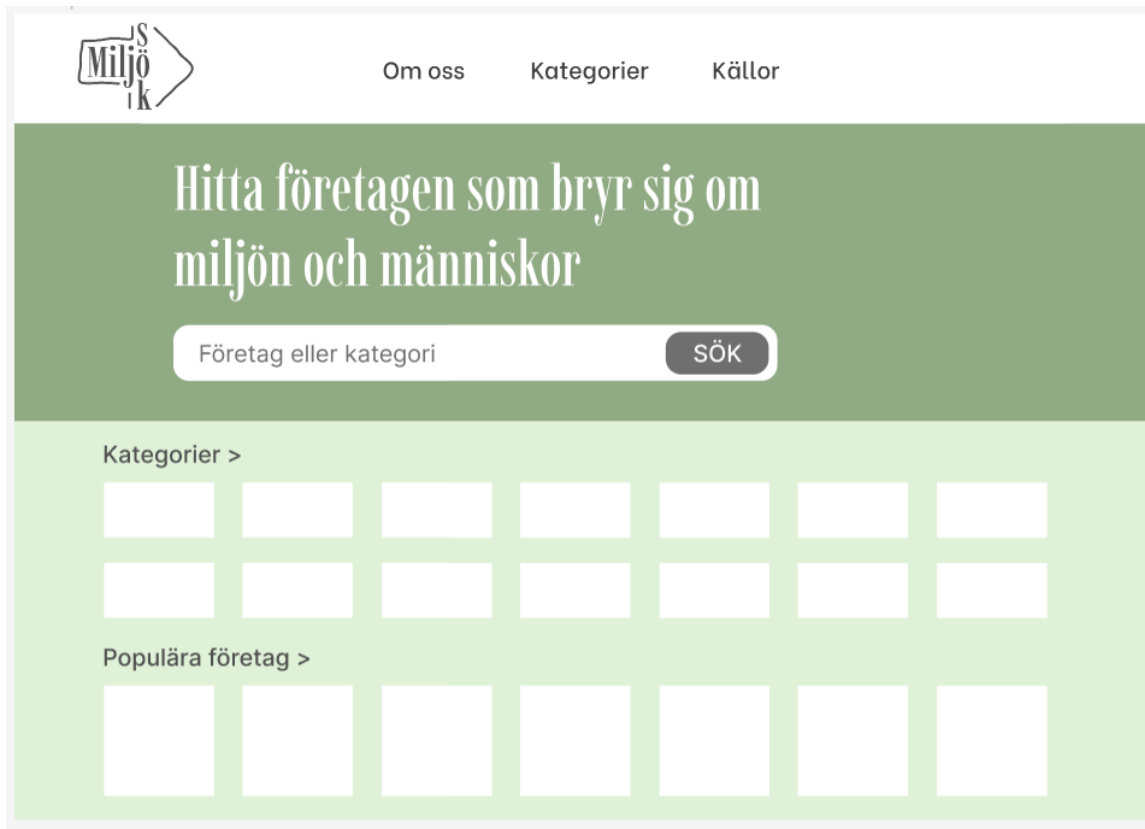 Miljö
Sök
Om oss
Kategorier
Källor
Hitta företagen som bryr sig om
miljön och människor
Företag eller kategori
SÖK
Kategorier >
Populära företag >